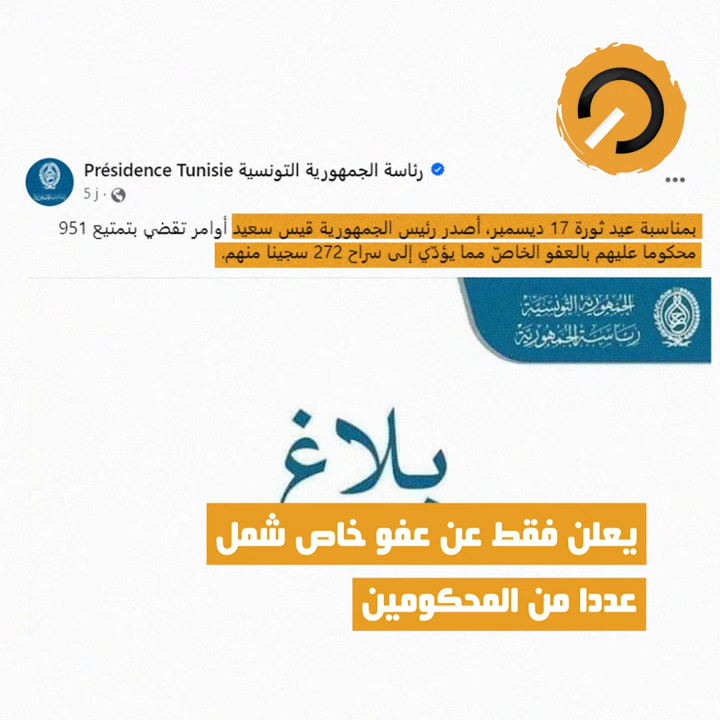 رئاسة الجمهورية التونسية Présidence Tunisie
5 j ·
بمناسبة عيد ثورة 17 ديسمبر، أصدر رئيس الجمهورية قيس سعيد أوامر تقضي بتمتيع 951
محكوما عليهم بالعفو الخاصّ مما يؤدّي إلى سراح 272 سجينا منهم.
الجمهورية التونسية
رئاسة الجمهورية
بلاغ
يعلن فقط عن عفو خاص شمل
عددا من المحكومين